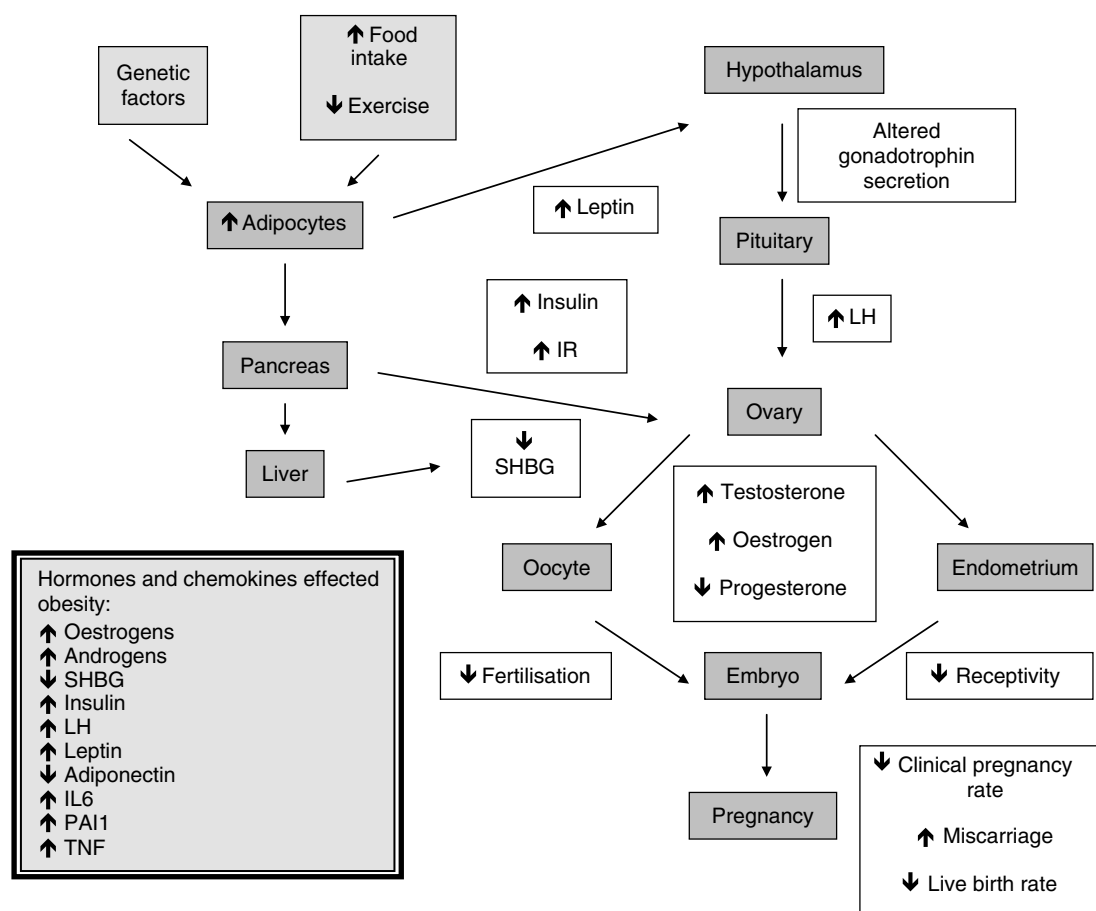 Genetic
factors
↑ Food
intake
↓ Exercise
Hypothalamus
Altered
gonadotrophin
secretion
↑ Leptin
↑ Adipocytes
Pituitary
↑ Insulin
↑ IR
↑ LH
Pancreas
Ovary
↓
SHBG
Liver
↑ Testosterone
↑ Oestrogen
↓ Progesterone
Oocyte
Endometrium
Hormones and chemokines effected
obesity:
↑ Oestrogens
↑ Androgens
↓ SHBG
↑ Insulin
↑ LH
↑ Leptin
↓ Adiponectin
↑ IL6
↑ PAI1
↑ TNF
↓ Fertilisation
Embryo
↓ Receptivity
Pregnancy
↓ Clinical pregnancy
rate
↑ Miscarriage
↓ Live birth rate